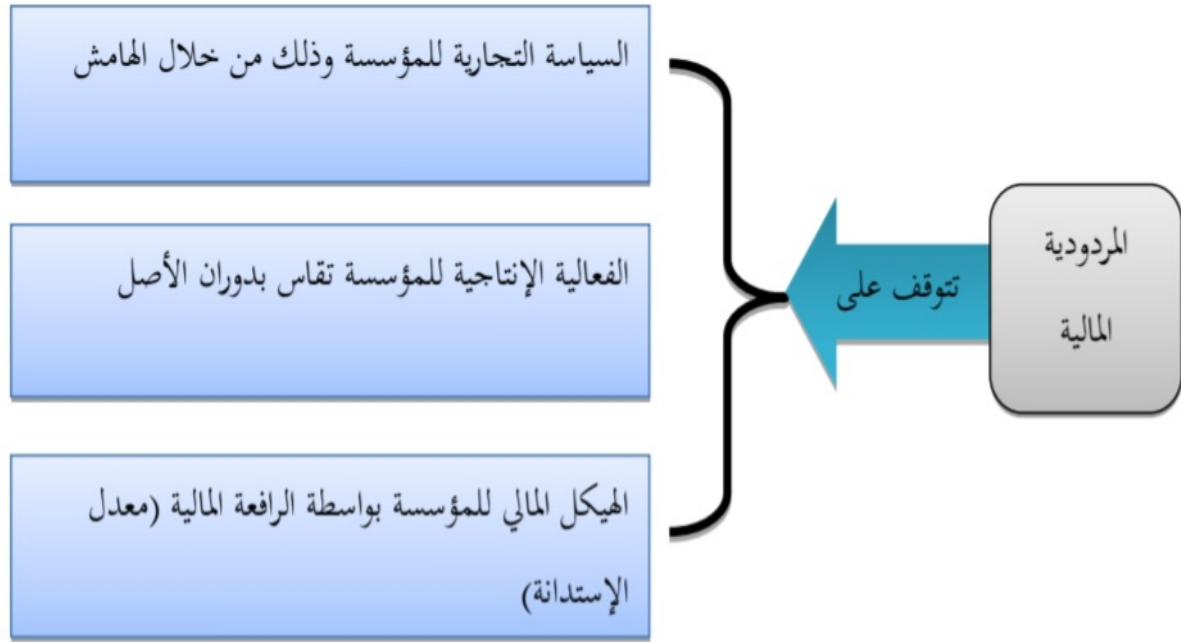 المردودية
المالية
تتوقف على
السياسة التجارية للمؤسسة وذلك من خلال الهامش
الفعالية الإنتاجية للمؤسسة تقاس بدوران الأصل
الهيكل المالي للمؤسسة بواسطة الرافعة المالية (معدل
الإستدانة)